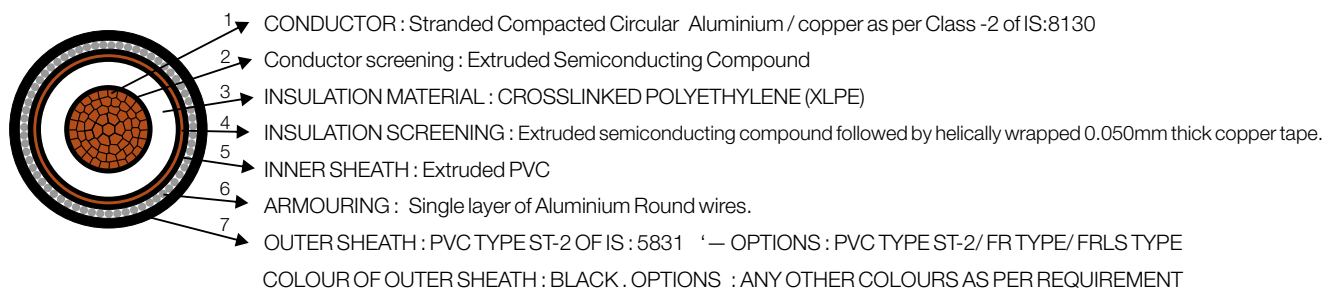 1 CONDUCTOR : Stranded Compacted Circular Aluminium / copper as per Class -2 of IS:8130
2 Conductor screening : Extruded Semiconducting Compound
3 INSULATION MATERIAL : CROSSLINKED POLYETHYLENE (XLPE)
4 INSULATION SCREENING : Extruded semiconducting compound followed by helically wrapped 0.050mm thick copper tape.
5 INNER SHEATH : Extruded PVC
6 ARMOURING : Single layer of Aluminium Round wires.
7 OUTER SHEATH : PVC TYPE ST-2 OF IS : 5831 ‘— OPTIONS : PVC TYPE ST-2/ FR TYPE/ FRLS TYPE
COLOUR OF OUTER SHEATH : BLACK . OPTIONS : ANY OTHER COLOURS AS PER REQUIREMENT